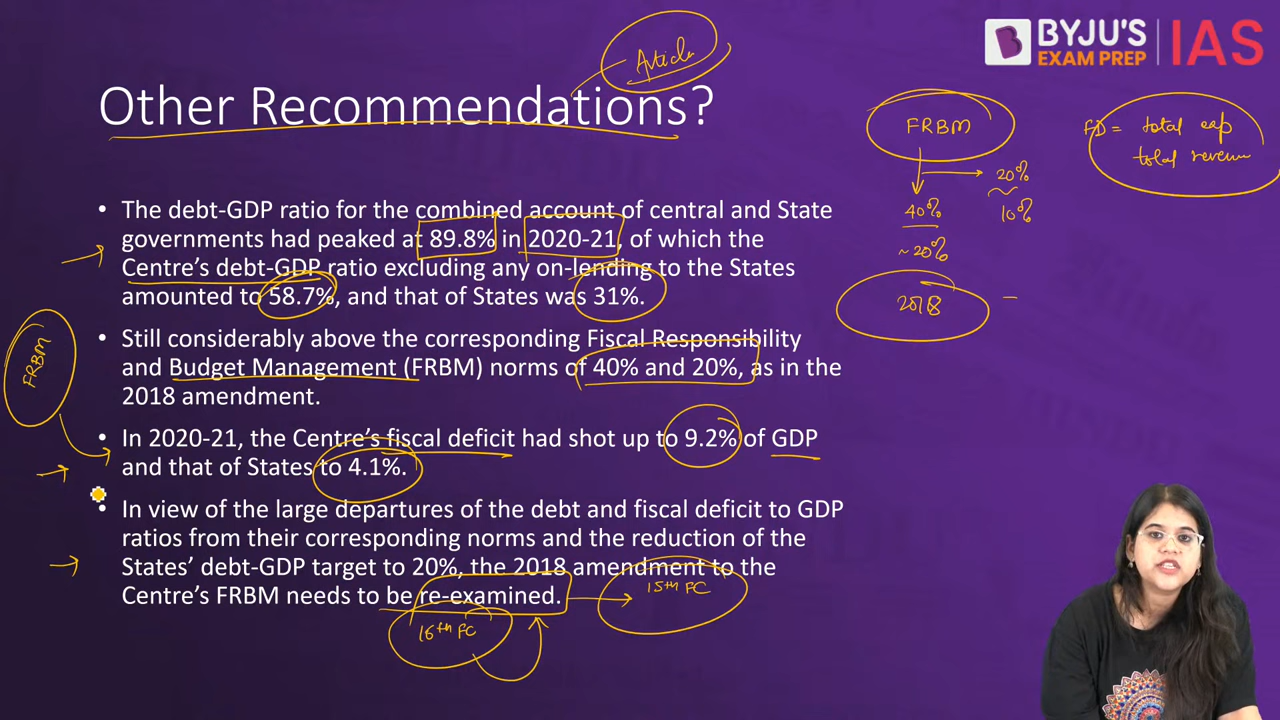 Article
BYJU'S
EXAM PREP
IAS
Other Recommendations?
FRBM
FD = total exp
total revenue
20%
40%
10%
~20%
2018
• The debt-GDP ratio for the combined account of central and State
governments had peaked at 89.8% in 2020-21, of which the
Centre's debt-GDP ratio excluding any on-lending to the States
amounted to 58.7%, and that of States was 31%.
FRBM
• Still considerably above the corresponding Fiscal Responsibility
and Budget Management (FRBM) norms of 40% and 20%, as in the
2018 amendment.
• In 2020-21, the Centre's fiscal deficit had shot up to 9.2% of GDP
and that of States to 4.1%.
• In view of the large departures of the debt and fiscal deficit to GDP
ratios from their corresponding norms and the reduction of the
States' debt-GDP target to 20%, the 2018 amendment to the
Centre's FRBM needs to be re-examined.
15th FC
16th FC